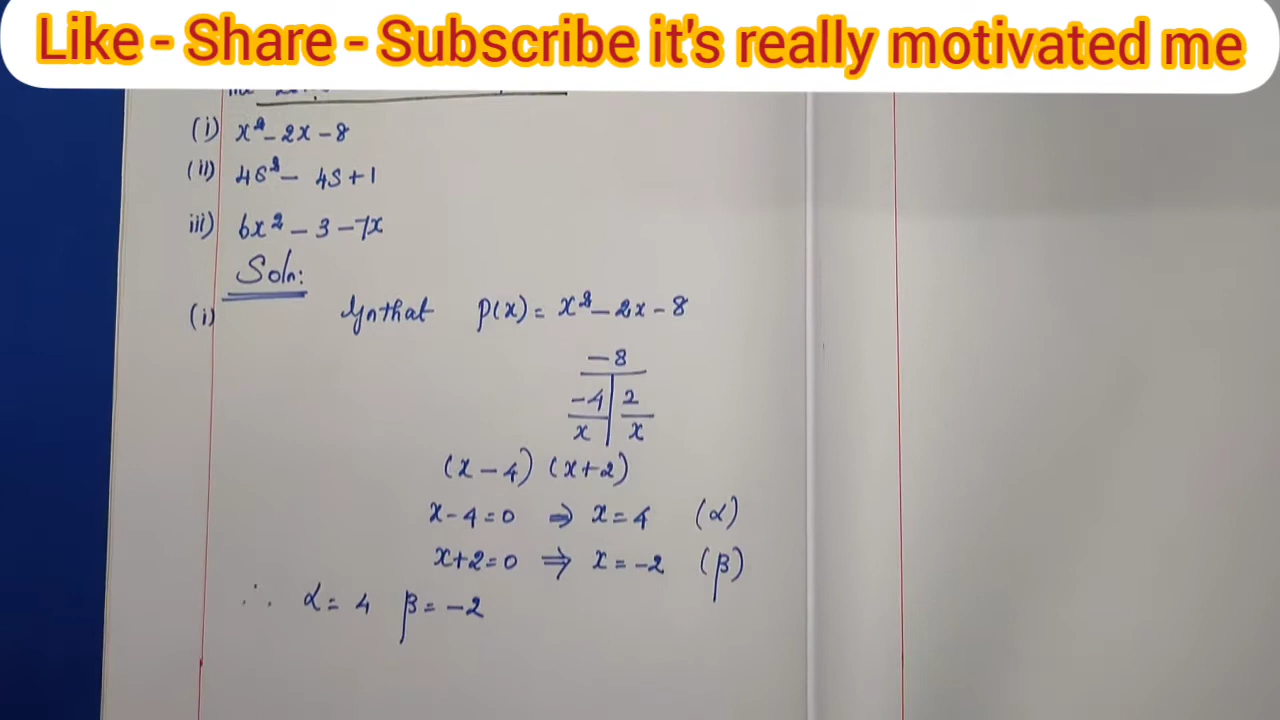 Like - Share - Subscribe it's really motivated me
(i) x² - 2x - 8
(ii) 4s² - 4s + 1
iii) 6x² - 3 - 7x
Soln:
(i) Gn that p(x) = x² - 2x - 8
-8
-4 | 2
x | x
(x - 4) (x + 2)
x - 4 = 0 ⇒ x = 4 (α)
x + 2 = 0 ⇒ x = -2 (β)
∴ α = 4 β = -2